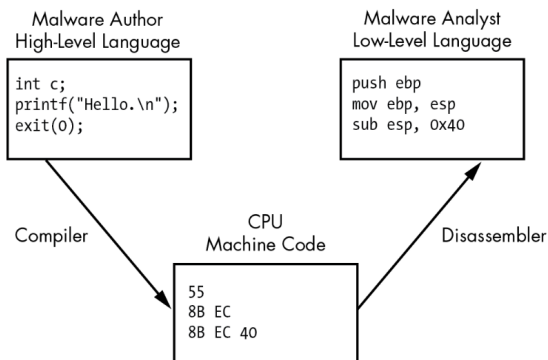 Malware Author
High-Level Language
int c;
printf("Hello.\n");
exit(0);
Malware Analyst
Low-Level Language
push ebp
mov ebp, esp
sub esp, 0x40
Compiler
CPU
Machine Code
Disassembler
55
8B EC
8B EC 40